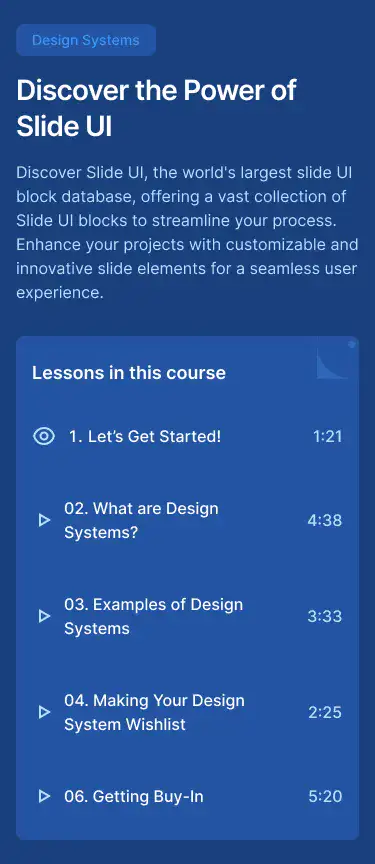 Design Systems
Discover the Power of
Slide UI
Discover Slide UI, the world's largest slide UI
block database, offering a vast collection of
Slide UI blocks to streamline your process.
Enhance your projects with customizable and
innovative slide elements for a seamless user
experience.
Lessons in this course
1. Let’s Get Started!
1:21
02. What are Design
Systems?
4:38
03. Examples of Design
Systems
3:33
04. Making Your Design
System Wishlist
2:25
06. Getting Buy-In
5:20